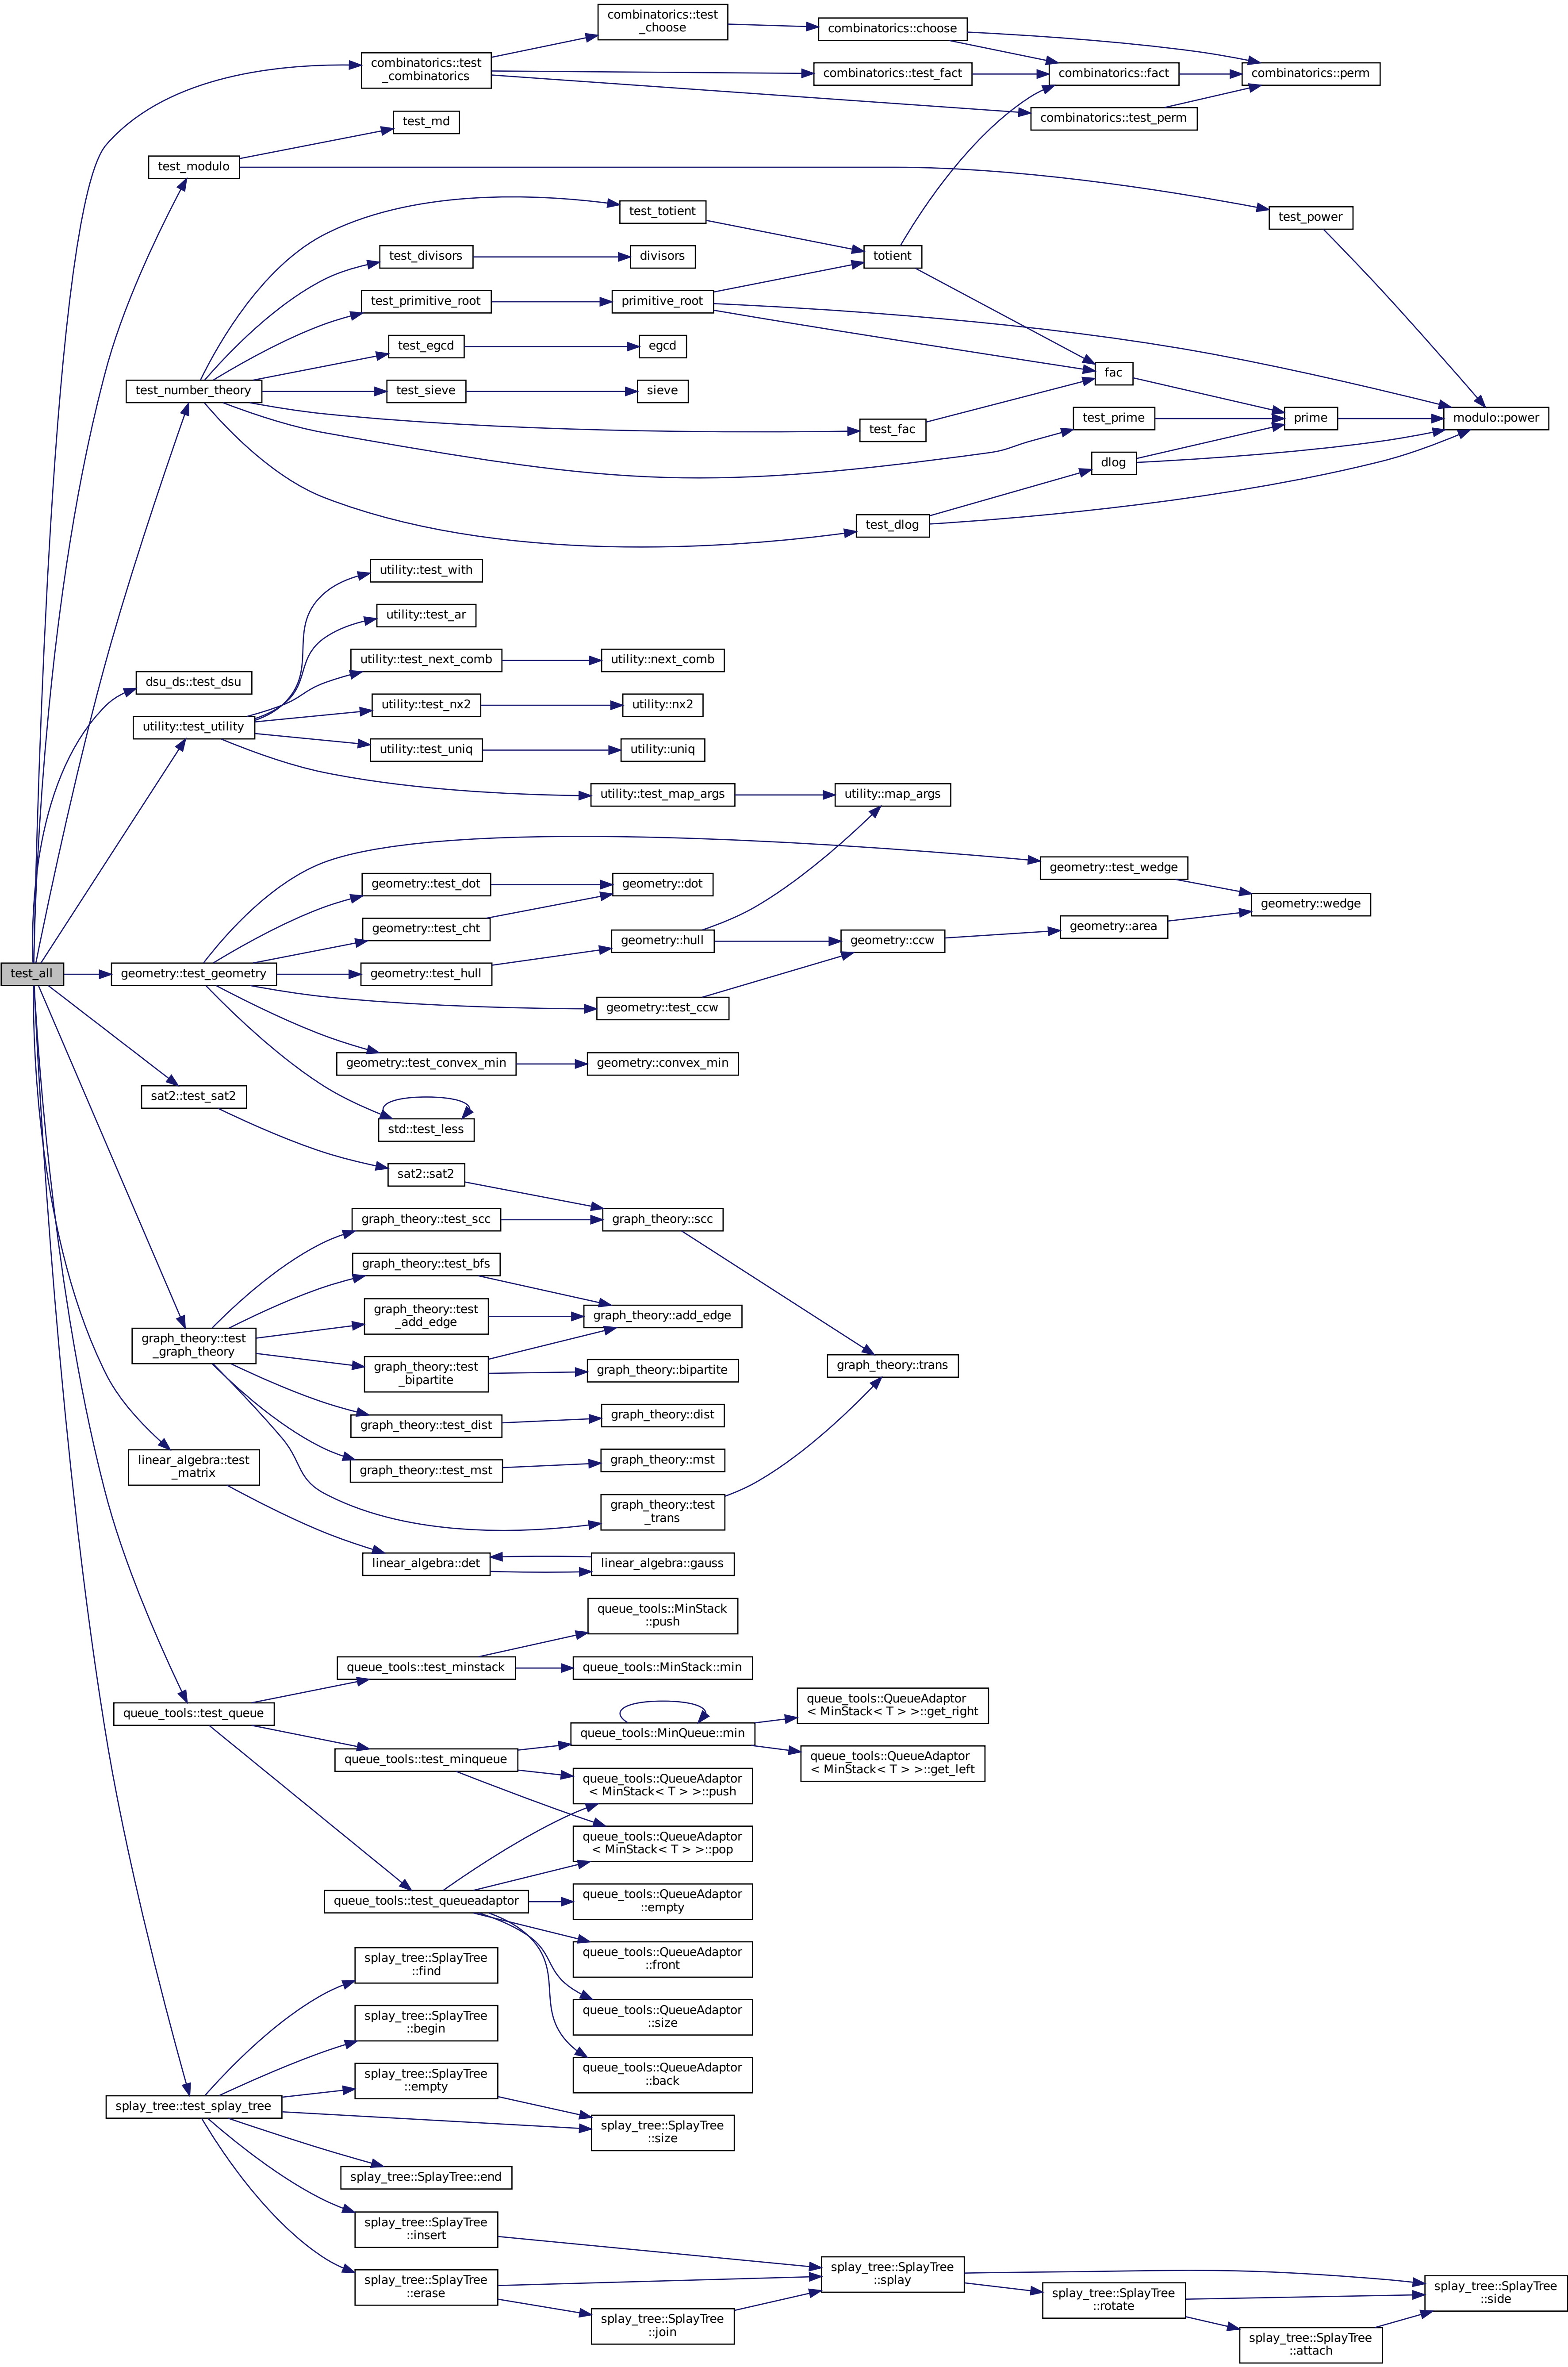 combinatorics::test
_choose
combinatorics::choose
combinatorics::test
_combinatorics
combinatorics::test_fact
combinatorics::fact
combinatorics::perm
combinatorics::test_perm
test_md
test_modulo
test_power
test_totient
totient
test_divisors
divisors
test_primitive_root
primitive_root
test_egcd
egcd
fac
test_number_theory
test_sieve
sieve
test_fac
test_prime
prime
modulo::power
dlog
test_dlog
utility::test_with
utility::test_ar
utility::test_next_comb
utility::next_comb
dsu_ds::test_dsu
utility::test_nx2
utility::nx2
utility::test_utility
utility::test_uniq
utility::uniq
utility::test_map_args
utility::map_args
geometry::test_wedge
geometry::test_dot
geometry::dot
geometry::wedge
geometry::test_cht
geometry::hull
geometry::ccw
geometry::area
test_all
geometry::test_geometry
geometry::test_hull
geometry::test_ccw
geometry::test_convex_min
geometry::convex_min
sat2::test_sat2
std::test_less
sat2::sat2
graph_theory::test_scc
graph_theory::scc
graph_theory::test_bfs
graph_theory::test
_add_edge
graph_theory::add_edge
graph_theory::test
_graph_theory
graph_theory::test
_bipartite
graph_theory::bipartite
graph_theory::trans
graph_theory::test_dist
graph_theory::dist
linear_algebra::test
_matrix
graph_theory::test_mst
graph_theory::mst
graph_theory::test
_trans
linear_algebra::det
linear_algebra::gauss
queue_tools::MinStack
::push
queue_tools::test_minstack
queue_tools::MinStack::min
queue_tools::test_queue
queue_tools::QueueAdaptor
< MinStack< T > >::get_right
queue_tools::MinQueue::min
queue_tools::test_minqueue
queue_tools::QueueAdaptor
< MinStack< T > >::get_left
queue_tools::QueueAdaptor
< MinStack< T > >::push
queue_tools::QueueAdaptor
< MinStack< T > >::pop
queue_tools::test_queueadaptor
queue_tools::QueueAdaptor
::empty
queue_tools::QueueAdaptor
::front
splay_tree::SplayTree
::find
queue_tools::QueueAdaptor
::size
splay_tree::SplayTree
::begin
queue_tools::QueueAdaptor
::back
splay_tree::SplayTree
::empty
splay_tree::test_splay_tree
splay_tree::SplayTree
::size
splay_tree::SplayTree::end
splay_tree::SplayTree
::insert
splay_tree::SplayTree
::erase
splay_tree::SplayTree
::splay
splay_tree::SplayTree
::side
splay_tree::SplayTree
::rotate
splay_tree::SplayTree
::join
splay_tree::SplayTree
::attach